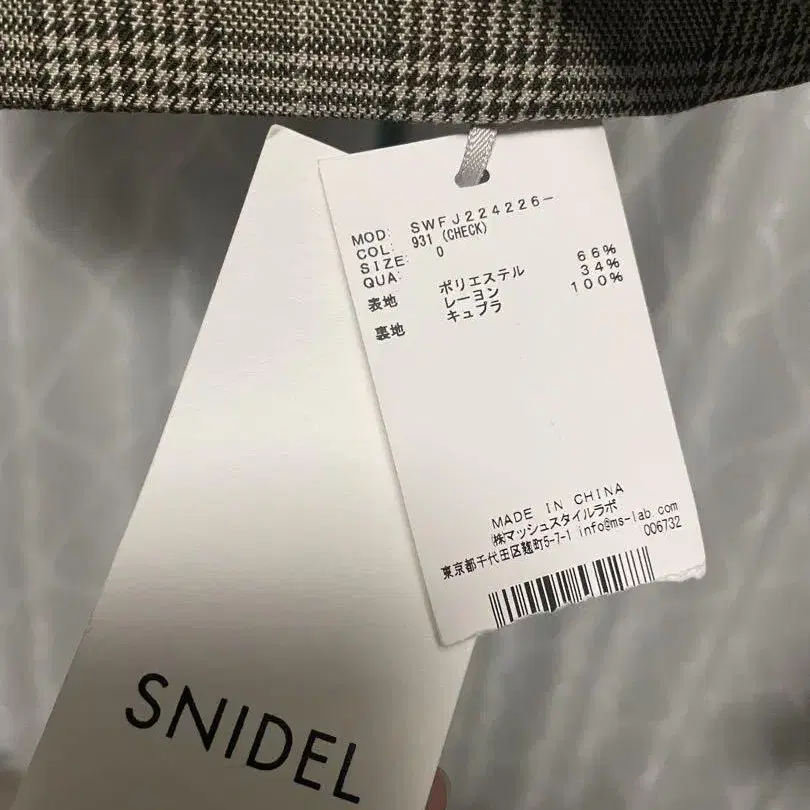 MOD: SWFJ224226-
COL: 931 (CHECK)
SIZE: 0
QUA:
表地 ポリエステル 66%
レーヨン 34%
裏地 キュプラ 100%
MADE IN CHINA
㈱マッシュスタイルラボ
東京都千代田区麹町5-7-1 info@ms-lab.com
006732
SNIDEL